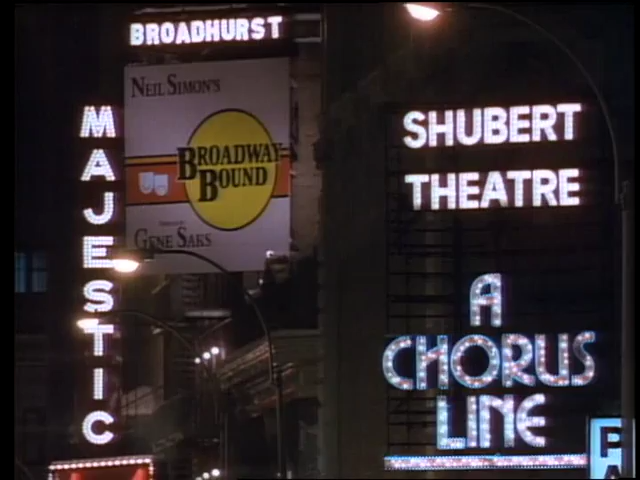 BROADHURST
NEIL SIMON'S
BROADWAY
BOUND
GENE SAKS
MAJESTIC
SHUBERT
THEATRE
A
CHORUS
LINE
P